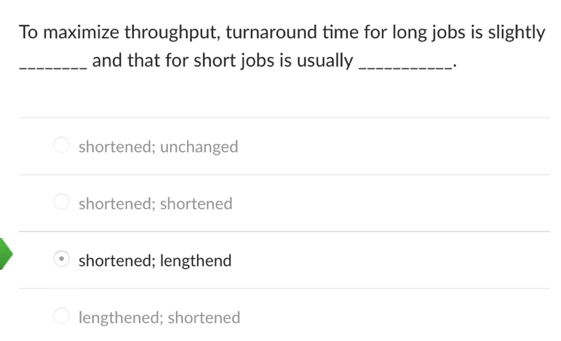 To maximize throughput, turnaround time for long jobs is slightly
________ and that for short jobs is usually ___________.
shortened; unchanged
shortened; shortened
shortened; lengthend
lengthened; shortened